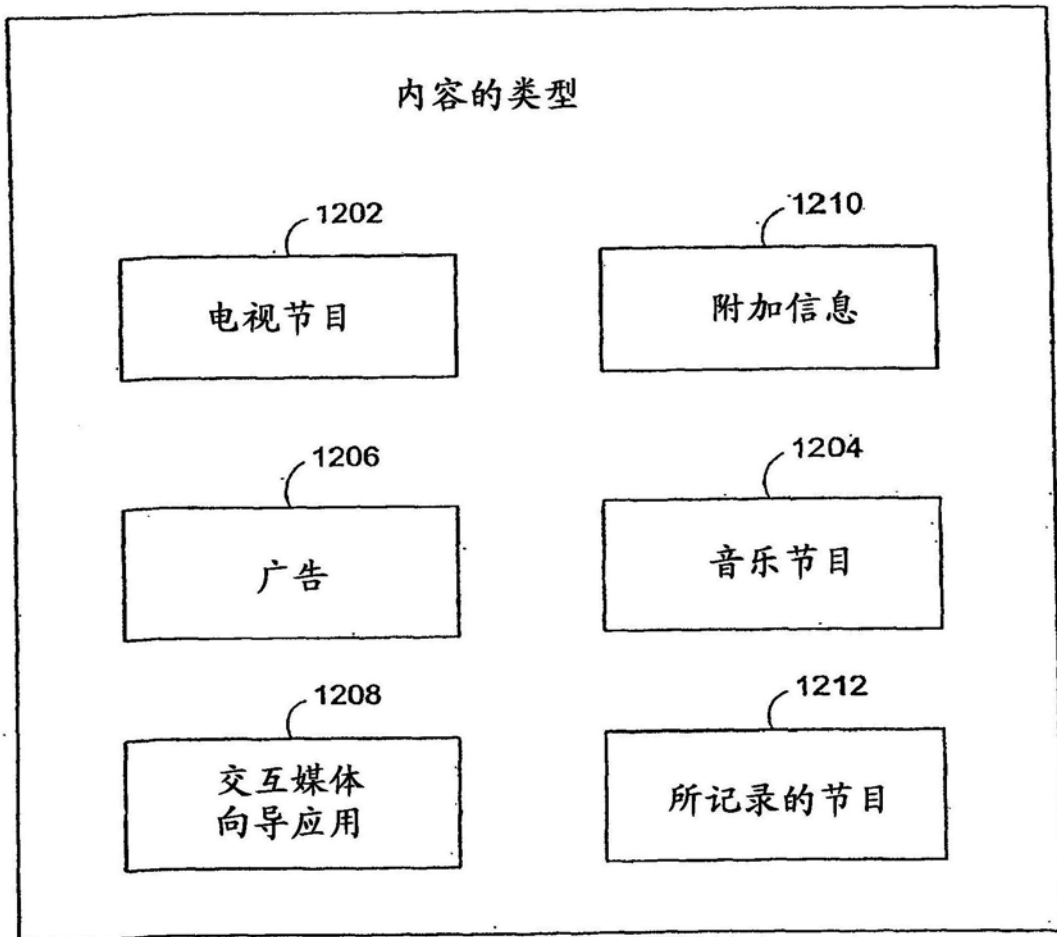 内容的类型
1202
电视节目
1210
附加信息
1206
广告
1204
音乐节目
1208
交互媒体
向导应用
1212
所记录的节目